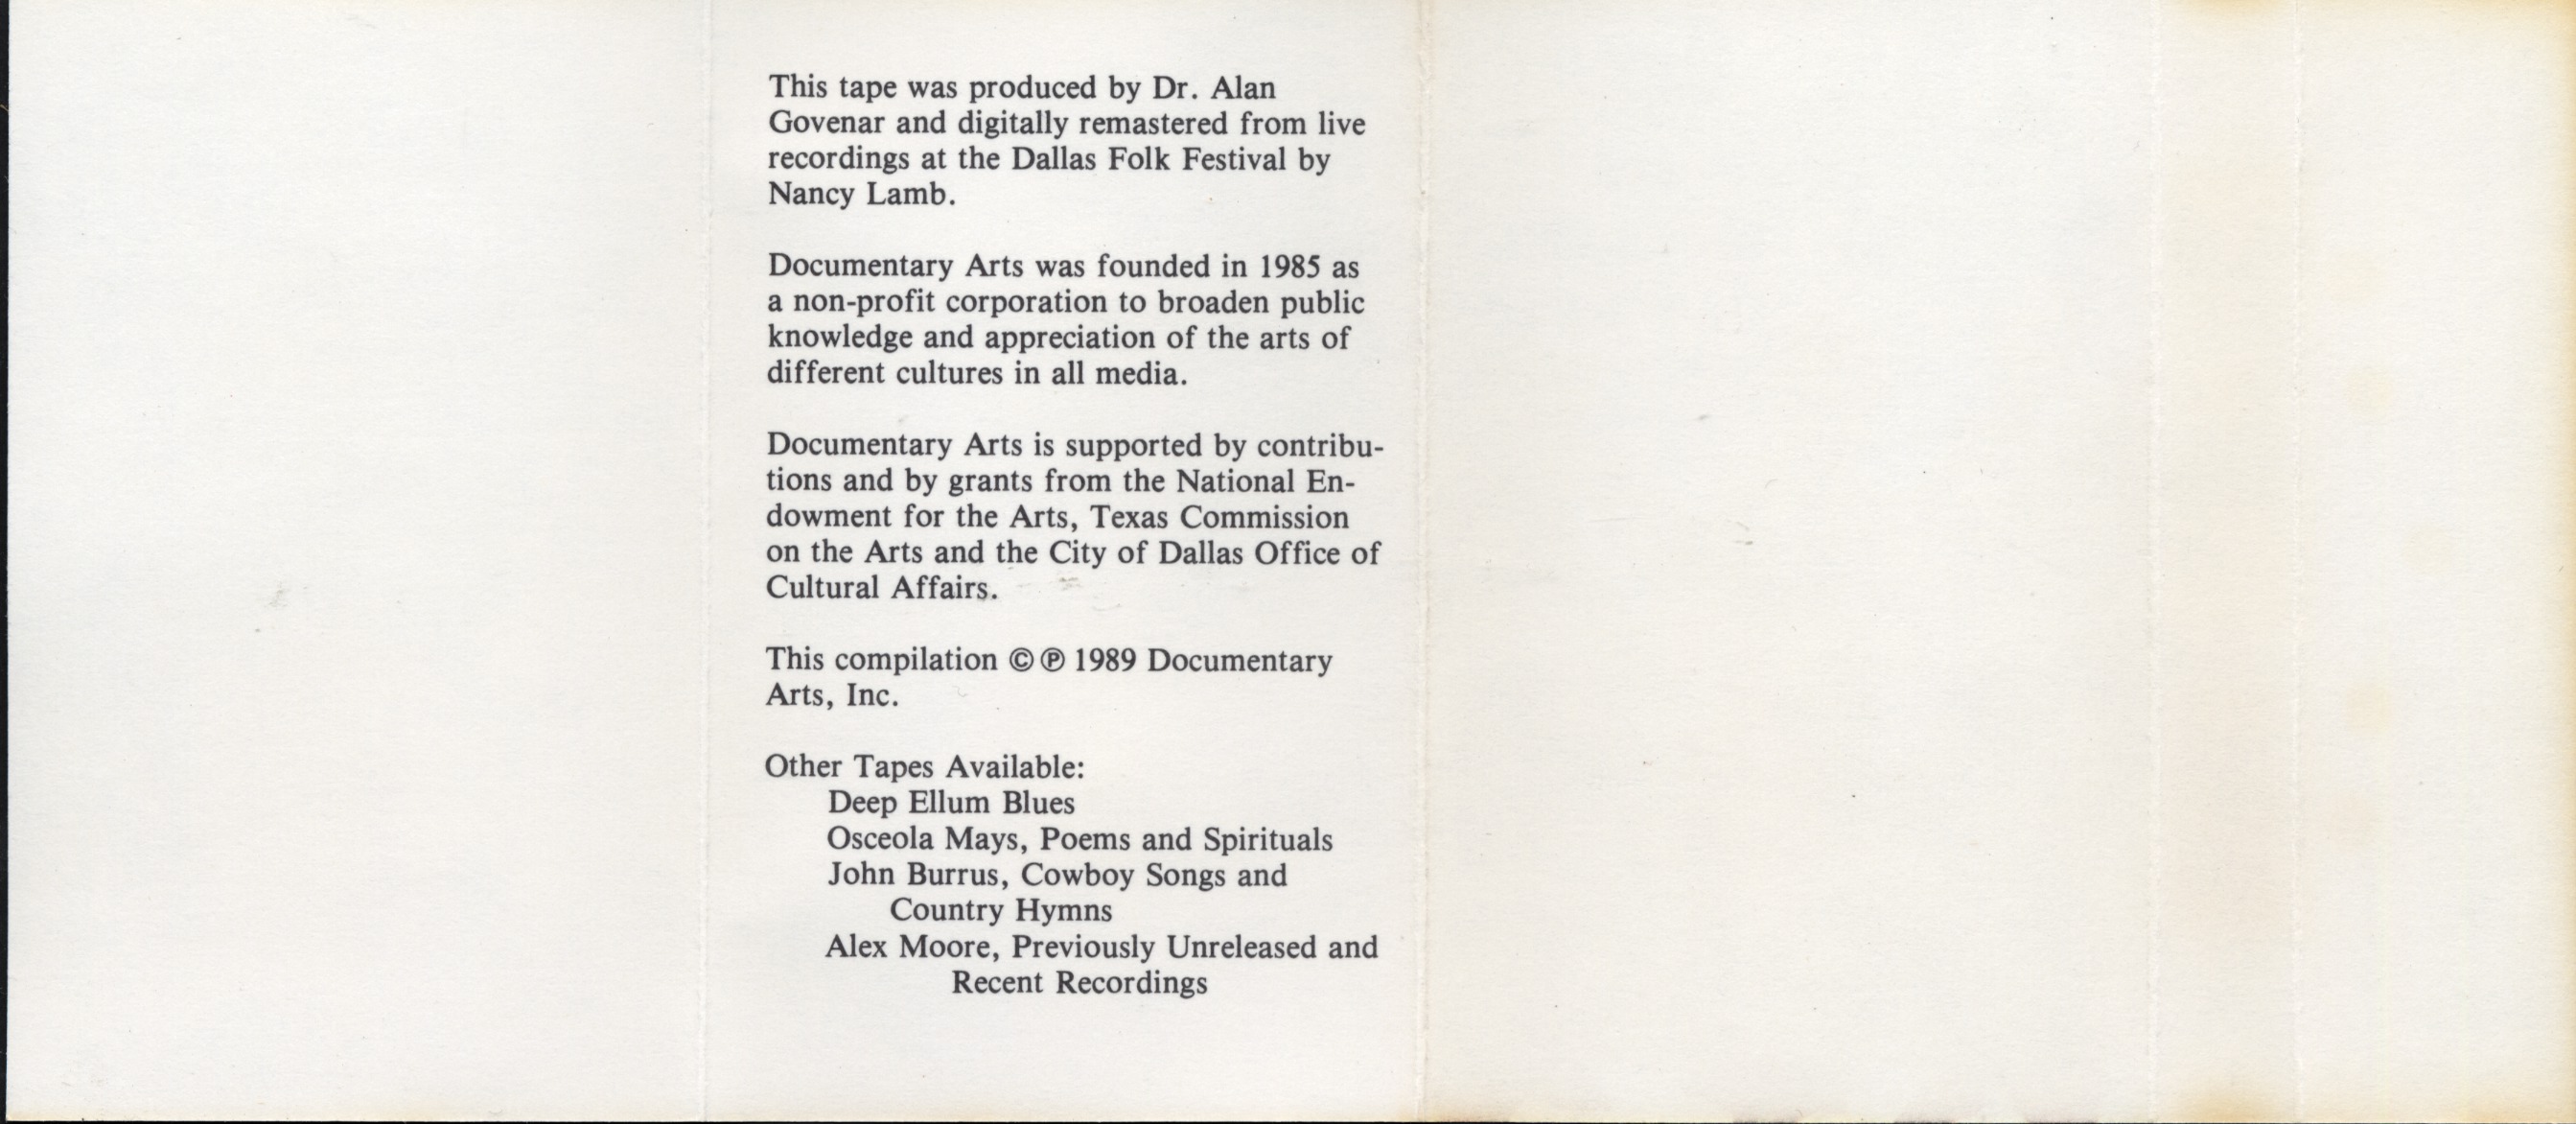 This tape was produced by Dr. Alan
Govenar and digitally remastered from live
recordings at the Dallas Folk Festival by
Nancy Lamb.
Documentary Arts was founded in 1985 as
a non-profit corporation to broaden public
knowledge and appreciation of the arts of
different cultures in all media.
Documentary Arts is supported by contribu-
tions and by grants from the National En-
dowment for the Arts, Texas Commission
on the Arts and the City of Dallas Office of
Cultural Affairs.
This compilation © ℗ 1989 Documentary
Arts, Inc.
Other Tapes Available:
Deep Ellum Blues
Osceola Mays, Poems and Spirituals
John Burrus, Cowboy Songs and
Country Hymns
Alex Moore, Previously Unreleased and
Recent Recordings